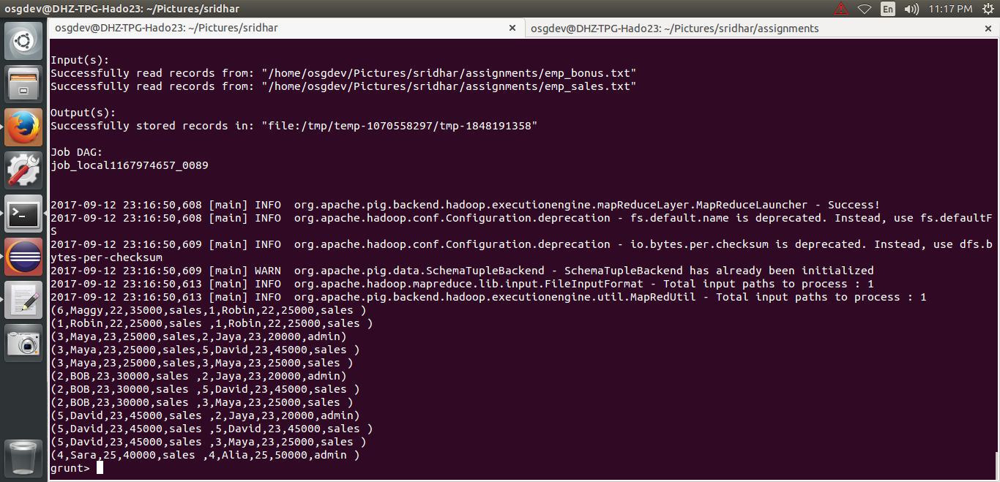 osgdev@DHZ-TPG-Hado23: ~/Pictures/sridhar
En
11:17 PM
osgdev@DHZ-TPG-Hado23: ~/Pictures/sridhar
osgdev@DHZ-TPG-Hado23: ~/Pictures/sridhar/assignments
Input(s):
Successfully read records from: "/home/osgdev/Pictures/sridhar/assignments/emp_bonus.txt"
Successfully read records from: "/home/osgdev/Pictures/sridhar/assignments/emp_sales.txt"
Output(s):
Successfully stored records in: "file:/tmp/temp-1070558297/tmp-1848191358"
Job DAG:
job_local1167974657_0089
2017-09-12 23:16:50,608 [main] INFO  org.apache.pig.backend.hadoop.executionengine.mapReduceLayer.MapReduceLauncher - Success!
2017-09-12 23:16:50,608 [main] INFO  org.apache.hadoop.conf.Configuration.deprecation - fs.default.name is deprecated. Instead, use fs.defaultF
S
2017-09-12 23:16:50,609 [main] INFO  org.apache.hadoop.conf.Configuration.deprecation - io.bytes.per.checksum is deprecated. Instead, use dfs.b
ytes-per-checksum
2017-09-12 23:16:50,609 [main] WARN  org.apache.pig.data.SchemaTupleBackend - SchemaTupleBackend has already been initialized
2017-09-12 23:16:50,613 [main] INFO  org.apache.hadoop.mapreduce.lib.input.FileInputFormat - Total input paths to process : 1
2017-09-12 23:16:50,613 [main] INFO  org.apache.pig.backend.hadoop.executionengine.util.MapRedUtil - Total input paths to process : 1
(6,Maggy,22,35000,sales,1,Robin,22,25000,sales )
(1,Robin,22,25000,sales ,1,Robin,22,25000,sales )
(3,Maya,23,25000,sales,2,Jaya,23,20000,admin)
(3,Maya,23,25000,sales,5,David,23,45000,sales )
(3,Maya,23,25000,sales,3,Maya,23,25000,sales )
(2,BOB,23,30000,sales ,2,Jaya,23,20000,admin)
(2,BOB,23,30000,sales ,5,David,23,45000,sales )
(2,BOB,23,30000,sales ,3,Maya,23,25000,sales )
(5,David,23,45000,sales ,2,Jaya,23,20000,admin)
(5,David,23,45000,sales ,5,David,23,45000,sales )
(5,David,23,45000,sales ,3,Maya,23,25000,sales )
(4,Sara,25,40000,sales ,4,Alia,25,50000,admin )
grunt>